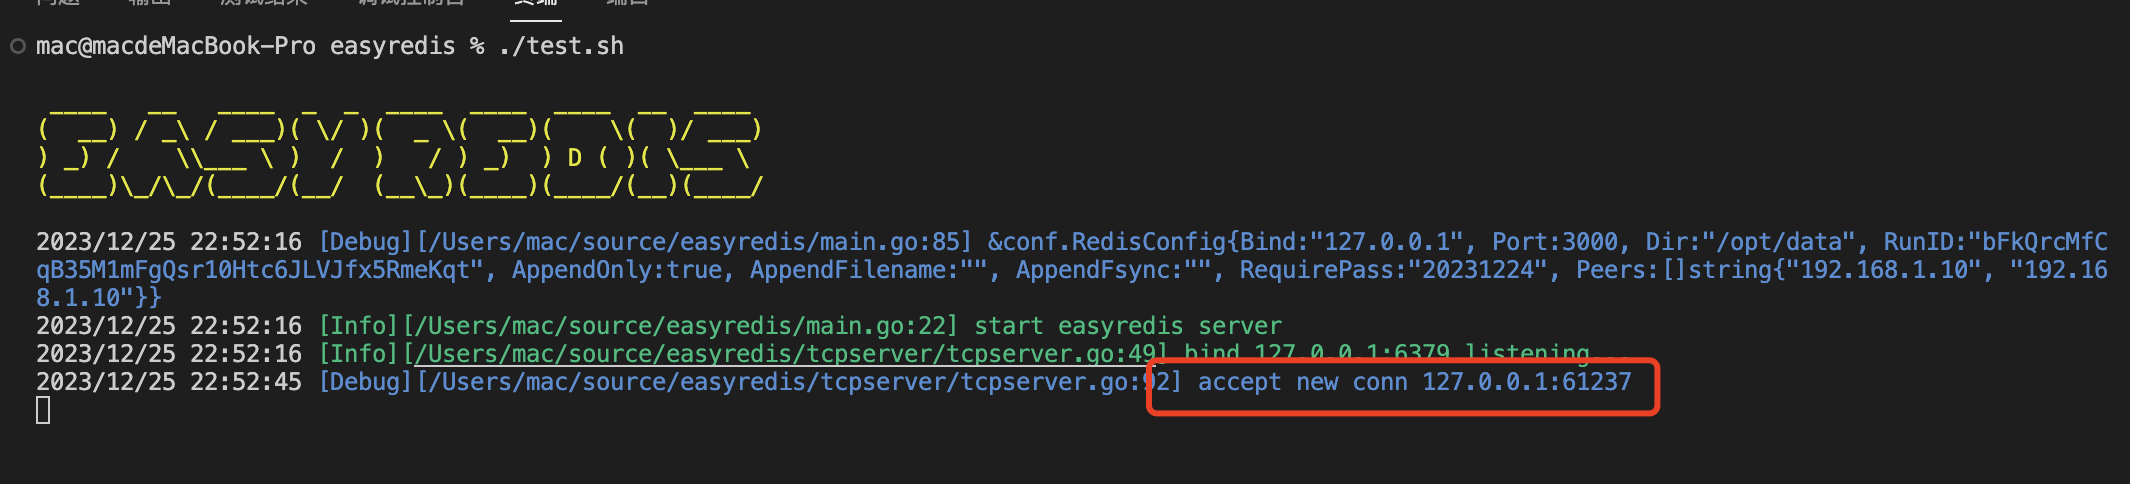 终端
mac@macdeMacBook-Pro easyredis % ./test.sh
 ____   __   ____  _  _  ____  ____  ____  __  ____
(  __) / _\ / ___)( \/ )(  _ \(  __)(    \(  )/ ___)
) _) /    \\___ \ )  /  )   / ) _)  ) D ( )( \___ \
(____)\_/\_/(____/(__/  (__\_)(____)(____/(__)(____/
2023/12/25 22:52:16 [Debug][/Users/mac/source/easyredis/main.go:85] &conf.RedisConfig{Bind:"127.0.0.1", Port:3000, Dir:"/opt/data", RunID:"bFkQrcMfC
qB35M1mFgQsr10Htc6JLVJfx5RmeKqt", AppendOnly:true, AppendFilename:"", AppendFsync:"", RequirePass:"20231224", Peers:[]string{"192.168.1.10", "192.16
8.1.10"}}
2023/12/25 22:52:16 [Info][/Users/mac/source/easyredis/main.go:22] start easyredis server
2023/12/25 22:52:16 [Info][/Users/mac/source/easyredis/tcpserver/tcpserver.go:49] bind 127.0.0.1:6379 listening...
2023/12/25 22:52:45 [Debug][/Users/mac/source/easyredis/tcpserver/tcpserver.go:92] accept new conn 127.0.0.1:61237